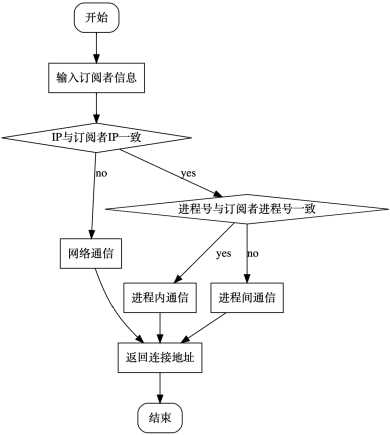 开始
输入订阅者信息
IP与订阅者IP一致
no
yes
进程号与订阅者进程号一致
网络通信
yes
no
进程内通信
进程间通信
返回连接地址
结束